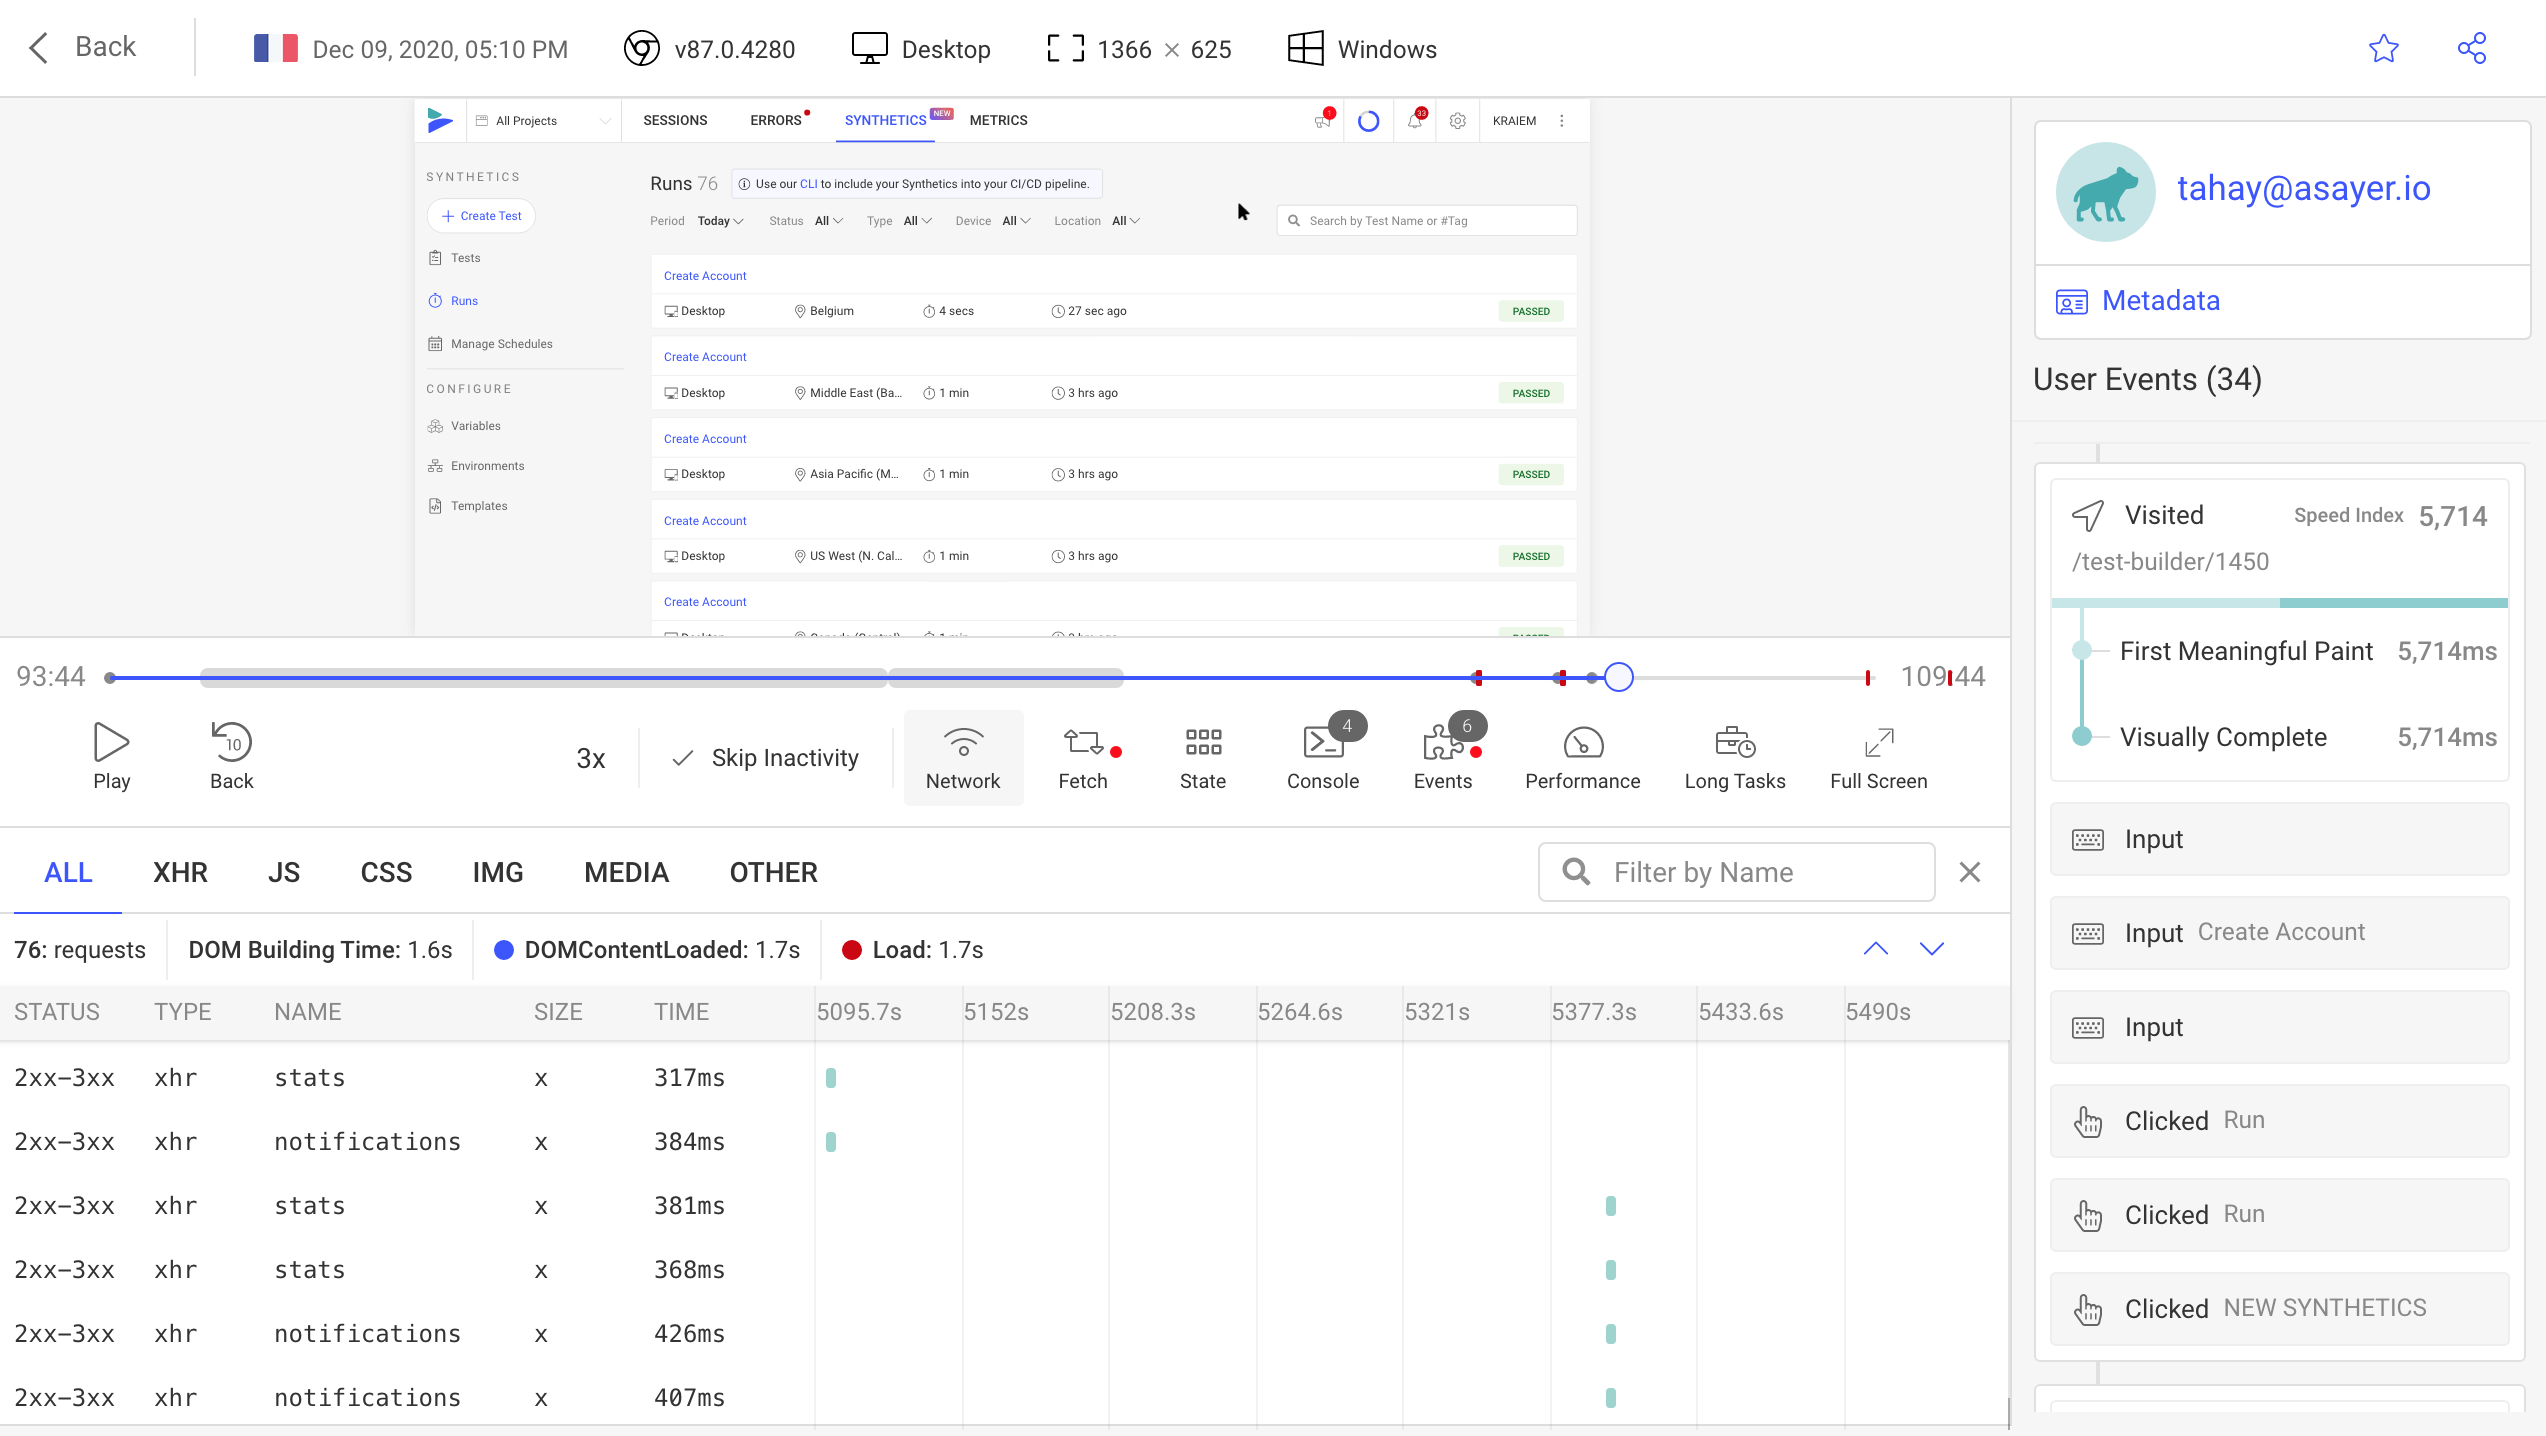 Back
Dec 09, 2020, 05:10 PM
v87.0.4280
Desktop
1366 × 625
Windows
All Projects
SESSIONS
ERRORS
SYNTHETICS NEW
METRICS
33
KRAIEM
SYNTHETICS
Create Test
Tests
Runs
Manage Schedules
CONFIGURE
Variables
Environments
Templates
Runs 76
Use our CLI to include your Synthetics into your CI/CD pipeline.
Period Today Status All Type All Device All Location All
Search by Test Name or #Tag
Create Account
Desktop Belgium 4 secs 27 sec ago PASSED
Create Account
Desktop Middle East (Ba... 1 min 3 hrs ago PASSED
Create Account
Desktop Asia Pacific (M... 1 min 3 hrs ago PASSED
Create Account
Desktop US West (N. Cal... 1 min 3 hrs ago PASSED
Create Account
93:44
109:44
Play
10
Back
3x
Skip Inactivity
Network
Fetch
State
4
Console
6
Events
Performance
Long Tasks
Full Screen
ALL XHR JS CSS IMG MEDIA OTHER
Filter by Name
76: requests
DOM Building Time: 1.6s
DOMContentLoaded: 1.7s
Load: 1.7s
STATUS TYPE NAME SIZE TIME 5095.7s 5152s 5208.3s 5264.6s 5321s 5377.3s 5433.6s 5490s
2xx-3xx xhr stats x 317ms
2xx-3xx xhr notifications x 384ms
2xx-3xx xhr stats x 381ms
2xx-3xx xhr stats x 368ms
2xx-3xx xhr notifications x 426ms
2xx-3xx xhr notifications x 407ms
tahay@asayer.io
Metadata
User Events (34)
Visited Speed Index 5,714
/test-builder/1450
First Meaningful Paint 5,714ms
Visually Complete 5,714ms
Input
Input Create Account
Input
Clicked Run
Clicked Run
Clicked NEW SYNTHETICS